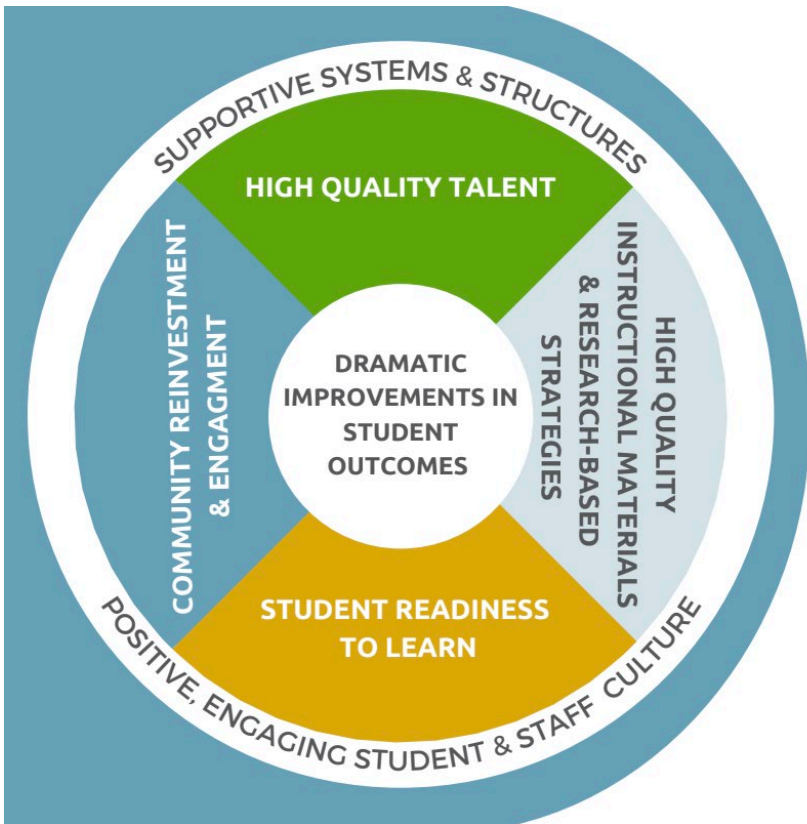 SUPPORTIVE SYSTEMS & STRUCTURES
HIGH QUALITY TALENT
COMMUNITY REINVESTMENT
& ENGAGMENT
DRAMATIC
IMPROVEMENTS IN
STUDENT
OUTCOMES
HIGH QUALITY
INSTRUCTIONAL MATERIALS
& RESEARCH-BASED
STRATEGIES
STUDENT READINESS
TO LEARN
POSITIVE, ENGAGING STUDENT & STAFF CULTURE